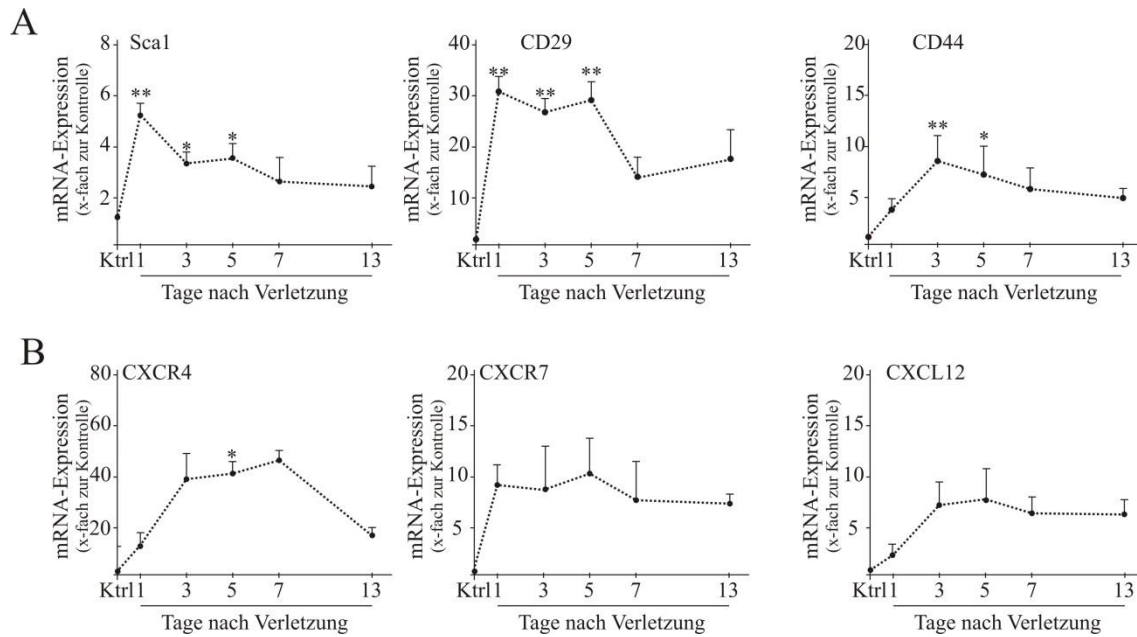 A
Sca1
mRNA-Expression
(x-fach zur Kontrolle)
8
6
4
2
**
*
*
Ktrl 1 3 5 7 13
Tage nach Verletzung
CD29
mRNA-Expression
(x-fach zur Kontrolle)
40
30
20
10
**
**
**
Ktrl 1 3 5 7 13
Tage nach Verletzung
CD44
mRNA-Expression
(x-fach zur Kontrolle)
20
15
10
5
**
*
Ktrl 1 3 5 7 13
Tage nach Verletzung
B
CXCR4
mRNA-Expression
(x-fach zur Kontrolle)
80
60
40
20
*
Ktrl 1 3 5 7 13
Tage nach Verletzung
CXCR7
mRNA-Expression
(x-fach zur Kontrolle)
20
15
10
5
Ktrl 1 3 5 7 13
Tage nach Verletzung
CXCL12
mRNA-Expression
(x-fach zur Kontrolle)
20
15
10
5
Ktrl 1 3 5 7 13
Tage nach Verletzung